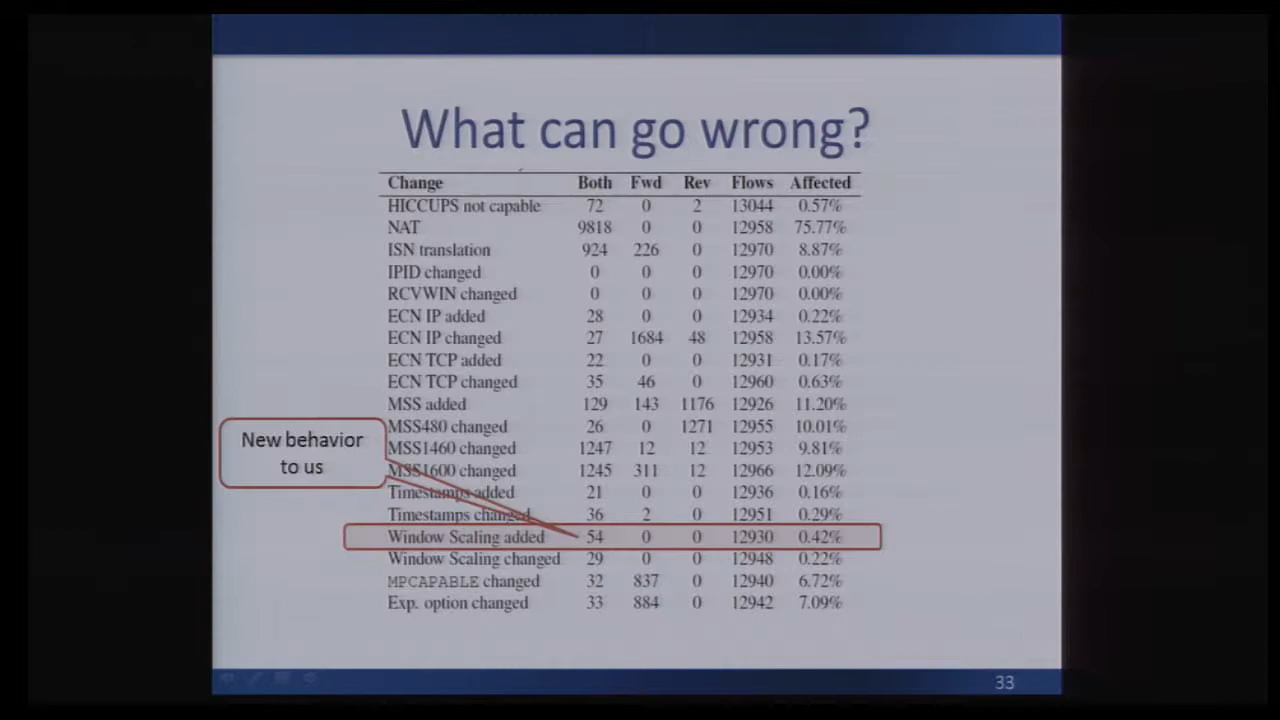 What can go wrong?
Change Both Fwd Rev Flows Affected
HICCUPS not capable 72 0 2 13044 0.57%
NAT 9818 0 0 12958 75.77%
ISN translation 924 226 0 12970 8.87%
IPID changed 0 0 0 12970 0.00%
RCVWIN changed 0 0 0 12970 0.00%
ECN IP added 28 0 0 12934 0.22%
ECN IP changed 27 1684 48 12958 13.57%
ECN TCP added 22 0 0 12931 0.17%
ECN TCP changed 35 46 0 12960 0.63%
MSS added 129 143 1176 12926 11.20%
MSS480 changed 26 0 1271 12955 10.01%
MSS1460 changed 1247 12 12 12953 9.81%
MSS1600 changed 1245 311 12 12966 12.09%
Timestamps added 21 0 0 12936 0.16%
Timestamps changed 36 2 0 12951 0.29%
Window Scaling added 54 0 0 12930 0.42%
Window Scaling changed 29 0 0 12948 0.22%
MPCAPABLE changed 32 837 0 12940 6.72%
Exp. option changed 33 884 0 12942 7.09%
New behavior
to us
33